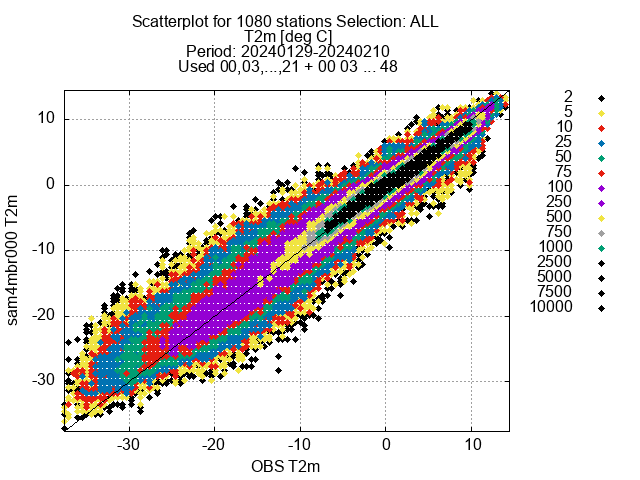 Scatterplot for 1080 stations Selection: ALL
T2m [deg C]
Period: 20240129-20240210
Used 00,03,...,21 + 00 03 ... 48
sam4mbr000 T2m
10
0
-10
-20
-30
-30 -20 -10 0 10
OBS T2m
2
5
10
25
50
75
100
250
500
750
1000
2500
5000
7500
10000